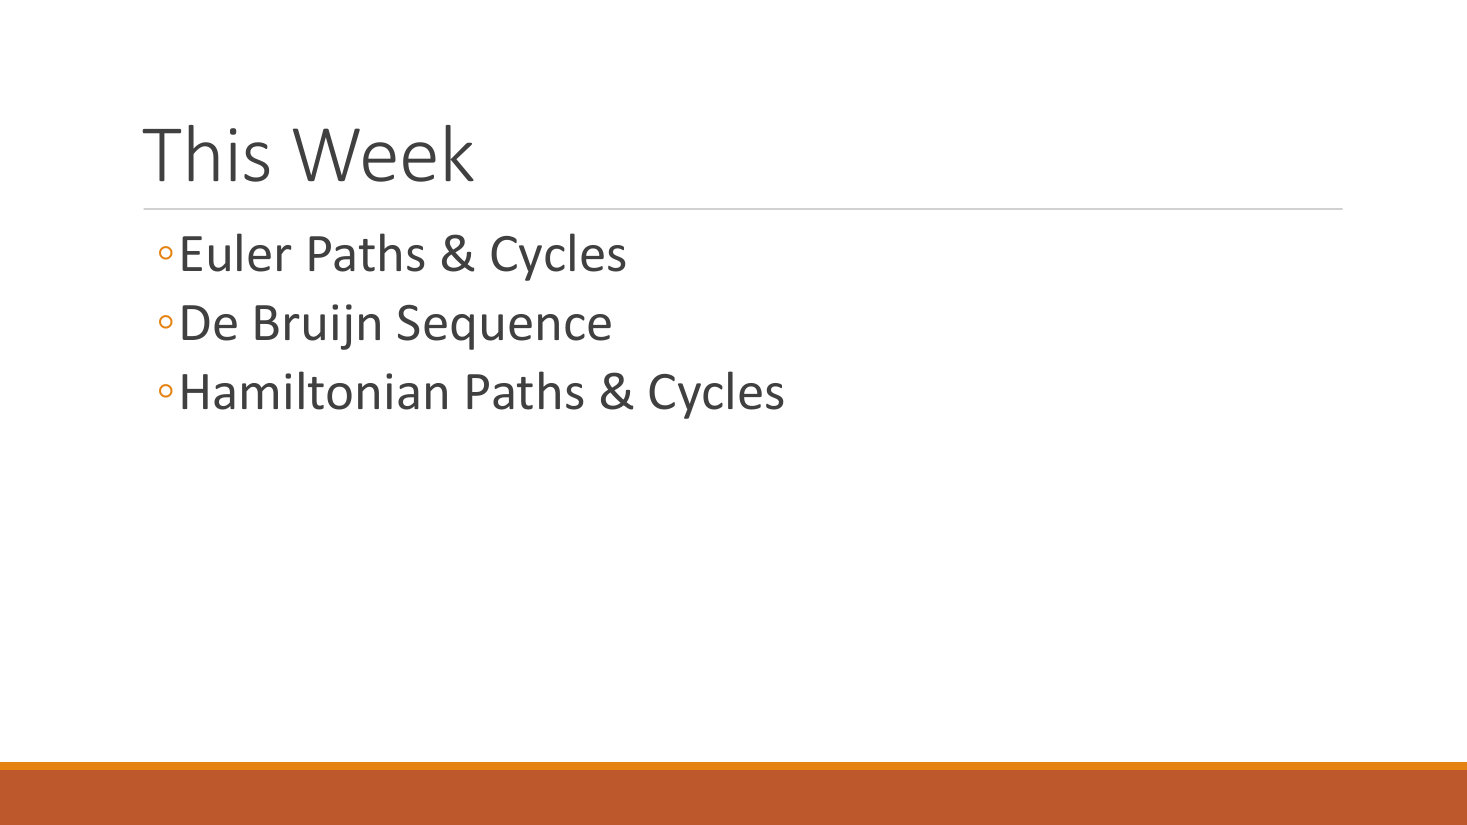 This Week
◦Euler Paths & Cycles
◦De Bruijn Sequence
◦Hamiltonian Paths & Cycles